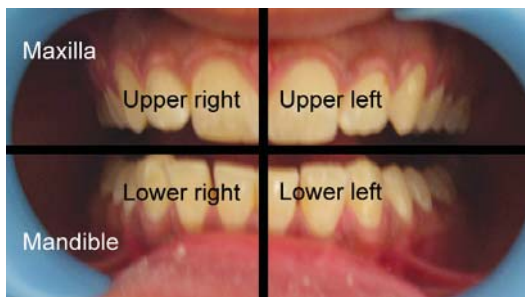 Maxilla
Upper right
Upper left
Lower right
Lower left
Mandible